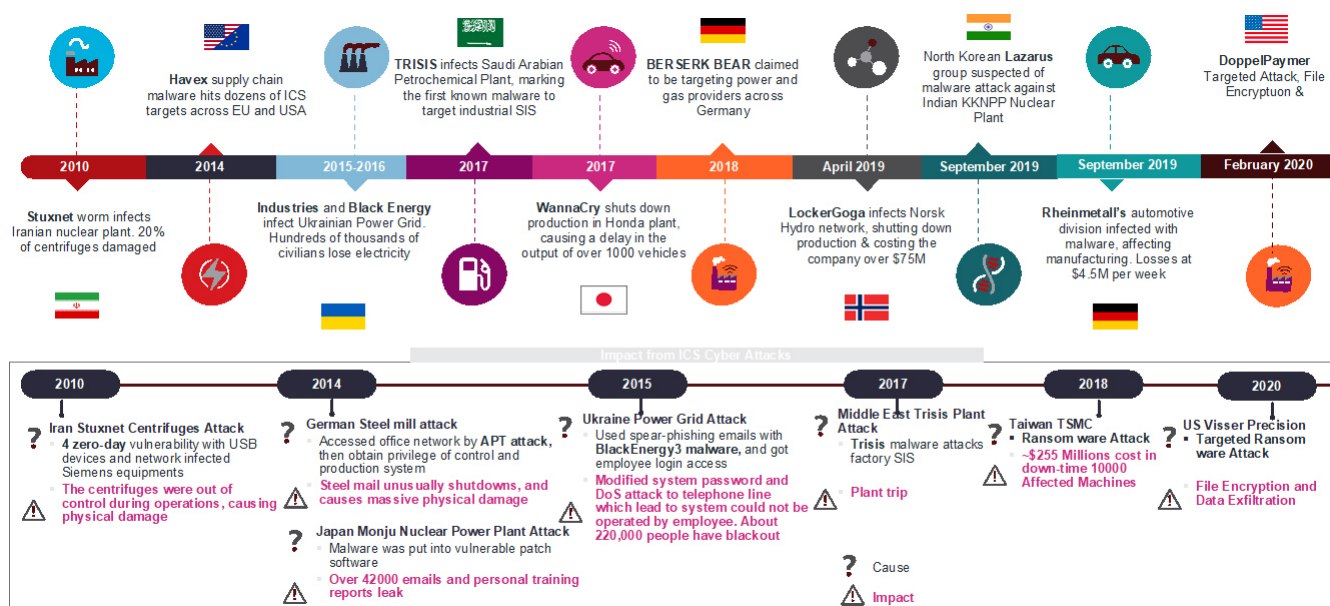 Havex supply chain
malware hits dozens of ICS
targets across EU and USA
TRISIS infects Saudi Arabian
Petrochemical Plant, marking
the first known malware to
target industrial SIS
BERSERK BEAR claimed
to be targeting power and
gas providers across
Germany
North Korean Lazarus
group suspected of
malware attack against
Indian KKNPP Nuclear
Plant
DoppelPaymer
Targeted Attack, File
Encryptuon &
2010
2014
2015-2016
2017
2017
2018
April 2019
September 2019
September 2019
February 2020
Stuxnet worm infects
Iranian nuclear plant. 20%
of centrifuges damaged
Industries and Black Energy
infect Ukrainian Power Grid.
Hundreds of thousands of
civilians lose electricity
WannaCry shuts down
production in Honda plant,
causing a delay in the
output of over 1000 vehicles
LockerGoga infects Norsk
Hydro network, shutting down
production & costing the
company over $75M
Rheinmetall's automotive
division infected with
malware, affecting
manufacturing. Losses at
$4.5M per week
Impact from ICS Cyber Attacks
2010
2014
2015
2017
2018
2020
? Iran Stuxnet Centrifuges Attack
4 zero-day vulnerability with USB
devices and network infected
Siemens equipments
The centrifuges were out of
control during operations, causing
physical damage
? German Steel mill attack
Accessed office network by APT attack,
then obtain privilege of control and
production system
Steel mail unusually shutdowns, and
causes massive physical damage
Japan Monju Nuclear Power Plant Attack
? Malware was put into vulnerable patch
software
Over 42000 emails and personal training
reports leak
? Ukraine Power Grid Attack
Used spear-phishing emails with
BlackEnergy3 malware, and got
employee login access
Modified system password and
DoS attack to telephone line
which lead to system could not be
operated by employee. About
220,000 people have blackout
? Middle East Trisis Plant
Attack
Trisis malware attacks
factory SIS
Plant trip
? Taiwan TSMC
▪ Ransom ware Attack
~$255 Millions cost in
down-time 10000
Affected Machines
? US Visser Precision
▪ Targeted Ransom
ware Attack
File Encryption and
Data Exfiltration
? Cause
Impact